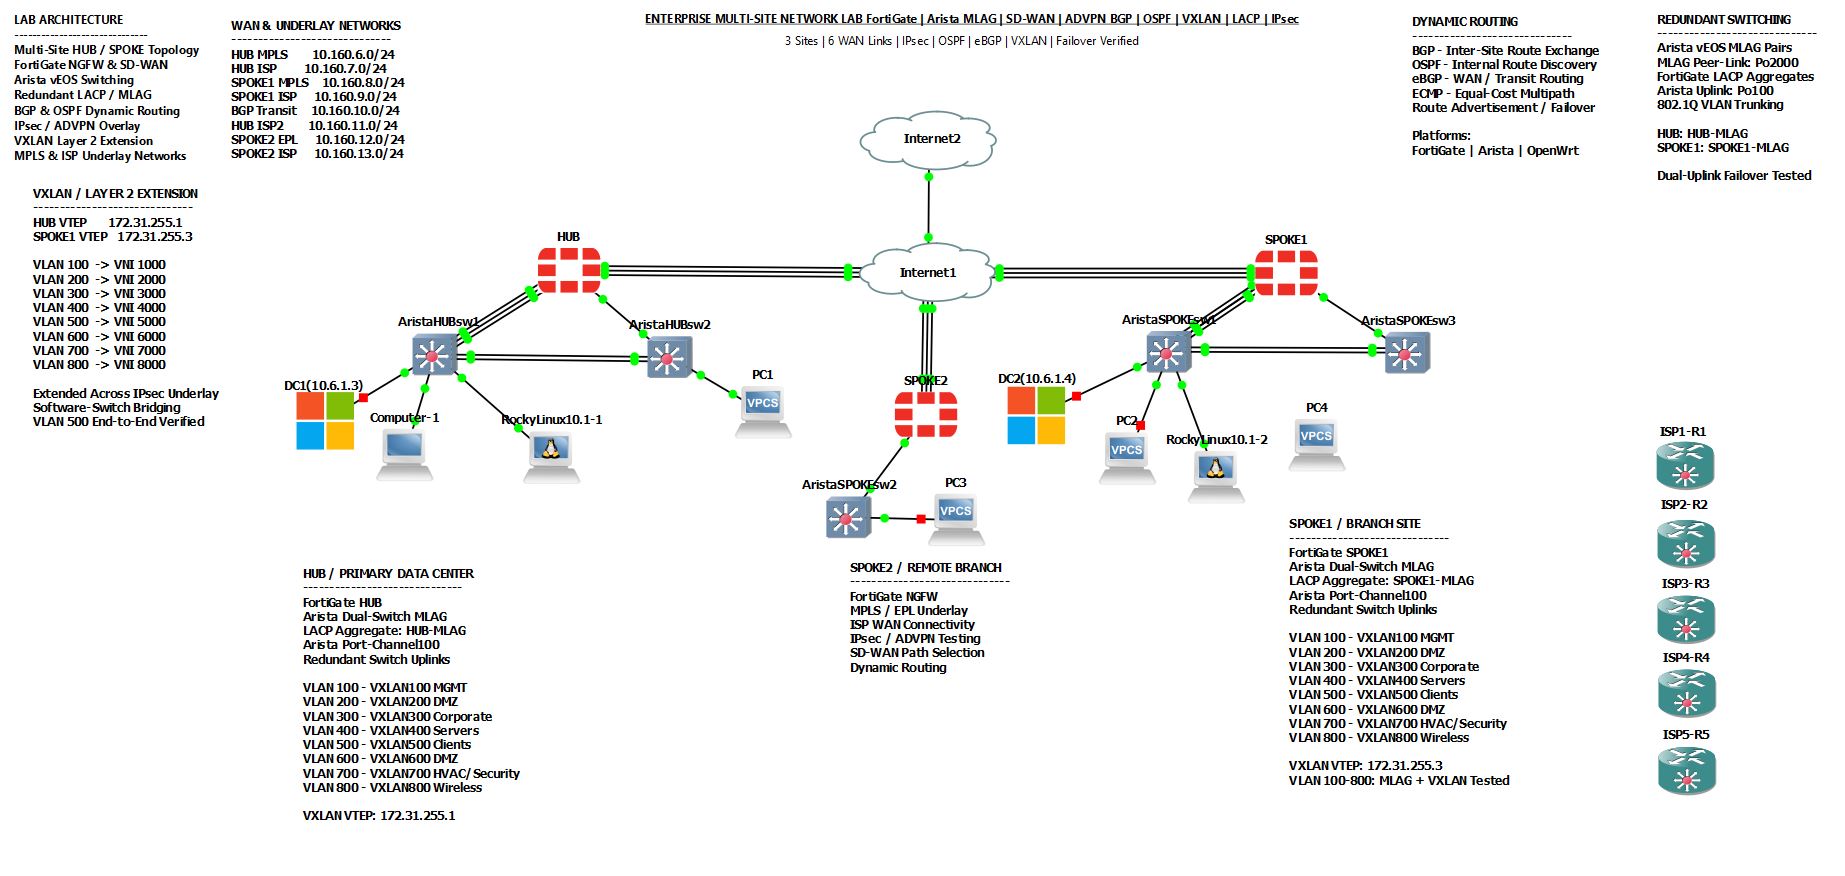 LAB ARCHITECTURE
------------------------------
Multi-Site HUB / SPOKE Topology
FortiGate NGFW & SD-WAN
Arista vEOS Switching
Redundant LACP / MLAG
BGP & OSPF Dynamic Routing
IPsec / ADVPN Overlay
VXLAN Layer 2 Extension
MPLS & ISP Underlay Networks
WAN & UNDERLAY NETWORKS
------------------------------
HUB MPLS 10.160.6.0/24
HUB ISP 10.160.7.0/24
SPOKE1 MPLS 10.160.8.0/24
SPOKE1 ISP 10.160.9.0/24
BGP Transit 10.160.10.0/24
HUB ISP2 10.160.11.0/24
SPOKE2 EPL 10.160.12.0/24
SPOKE2 ISP 10.160.13.0/24
ENTERPRISE MULTI-SITE NETWORK LAB FortiGate | Arista MLAG | SD-WAN | ADVPN BGP | OSPF | VXLAN | LACP | IPsec
3 Sites | 6 WAN Links | IPsec | OSPF | eBGP | VXLAN | Failover Verified
DYNAMIC ROUTING
------------------------------
BGP - Inter-Site Route Exchange
OSPF - Internal Route Discovery
eBGP - WAN / Transit Routing
ECMP - Equal-Cost Multipath
Route Advertisement / Failover
Platforms:
FortiGate | Arista | OpenWrt
REDUNDANT SWITCHING
------------------------------
Arista vEOS MLAG Pairs
MLAG Peer-Link: Po2000
FortiGate LACP Aggregates
Arista Uplink: Po100
802.1Q VLAN Trunking
HUB: HUB-MLAG
SPOKE1: SPOKE1-MLAG
Dual-Uplink Failover Tested
VXLAN / LAYER 2 EXTENSION
------------------------------
HUB VTEP 172.31.255.1
SPOKE1 VTEP 172.31.255.3
VLAN 100 -> VNI 1000
VLAN 200 -> VNI 2000
VLAN 300 -> VNI 3000
VLAN 400 -> VNI 4000
VLAN 500 -> VNI 5000
VLAN 600 -> VNI 6000
VLAN 700 -> VNI 7000
VLAN 800 -> VNI 8000
Extended Across IPsec Underlay
Software-Switch Bridging
VLAN 500 End-to-End Verified
Internet2
HUB
Internet1
SPOKE1
AristaHUBsw1
AristaHUBsw2
AristaSPOKEsw1
AristaSPOKEsw3
DC1(10.6.1.3)
PC1
VPCS
Computer-1
RockyLinux10.1-1
SPOKE2
DC2(10.6.1.4)
PC2
VPCS
PC4
VPCS
RockyLinux10.1-2
AristaSPOKEsw2
PC3
VPCS
ISP1-R1
ISP2-R2
ISP3-R3
ISP4-R4
ISP5-R5
HUB / PRIMARY DATA CENTER
------------------------------
FortiGate HUB
Arista Dual-Switch MLAG
LACP Aggregate: HUB-MLAG
Arista Port-Channel100
Redundant Switch Uplinks
VLAN 100 - VXLAN100 MGMT
VLAN 200 - VXLAN200 DMZ
VLAN 300 - VXLAN300 Corporate
VLAN 400 - VXLAN400 Servers
VLAN 500 - VXLAN500 Clients
VLAN 600 - VXLAN600 DMZ
VLAN 700 - VXLAN700 HVAC/Security
VLAN 800 - VXLAN800 Wireless
VXLAN VTEP: 172.31.255.1
SPOKE2 / REMOTE BRANCH
------------------------------
FortiGate NGFW
MPLS / EPL Underlay
ISP WAN Connectivity
IPsec / ADVPN Testing
SD-WAN Path Selection
Dynamic Routing
SPOKE1 / BRANCH SITE
------------------------------
FortiGate SPOKE1
Arista Dual-Switch MLAG
LACP Aggregate: SPOKE1-MLAG
Arista Port-Channel100
Redundant Switch Uplinks
VLAN 100 - VXLAN100 MGMT
VLAN 200 - VXLAN200 DMZ
VLAN 300 - VXLAN300 Corporate
VLAN 400 - VXLAN400 Servers
VLAN 500 - VXLAN500 Clients
VLAN 600 - VXLAN600 DMZ
VLAN 700 - VXLAN700 HVAC/Security
VLAN 800 - VXLAN800 Wireless
VXLAN VTEP: 172.31.255.3
VLAN 100-800: MLAG + VXLAN Tested